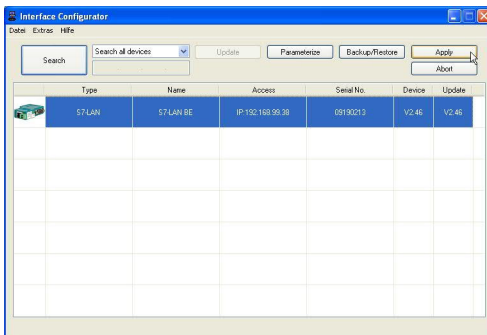 Interface Configurator
Datei Extras Hilfe
Search
Search all devices
Update
Parameterize
Backup/Restore
Apply
Abort
Type Name Access Serial No. Device Update
S7-LAN S7-LAN BE IP:192.168.99.38 09190213 V2.46 V2.46